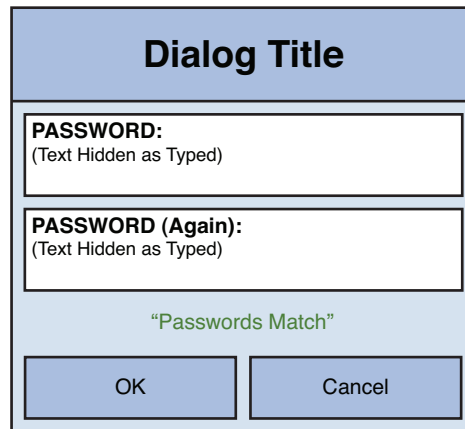 Dialog Title
PASSWORD:
(Text Hidden as Typed)
PASSWORD (Again):
(Text Hidden as Typed)
“Passwords Match”
OK
Cancel